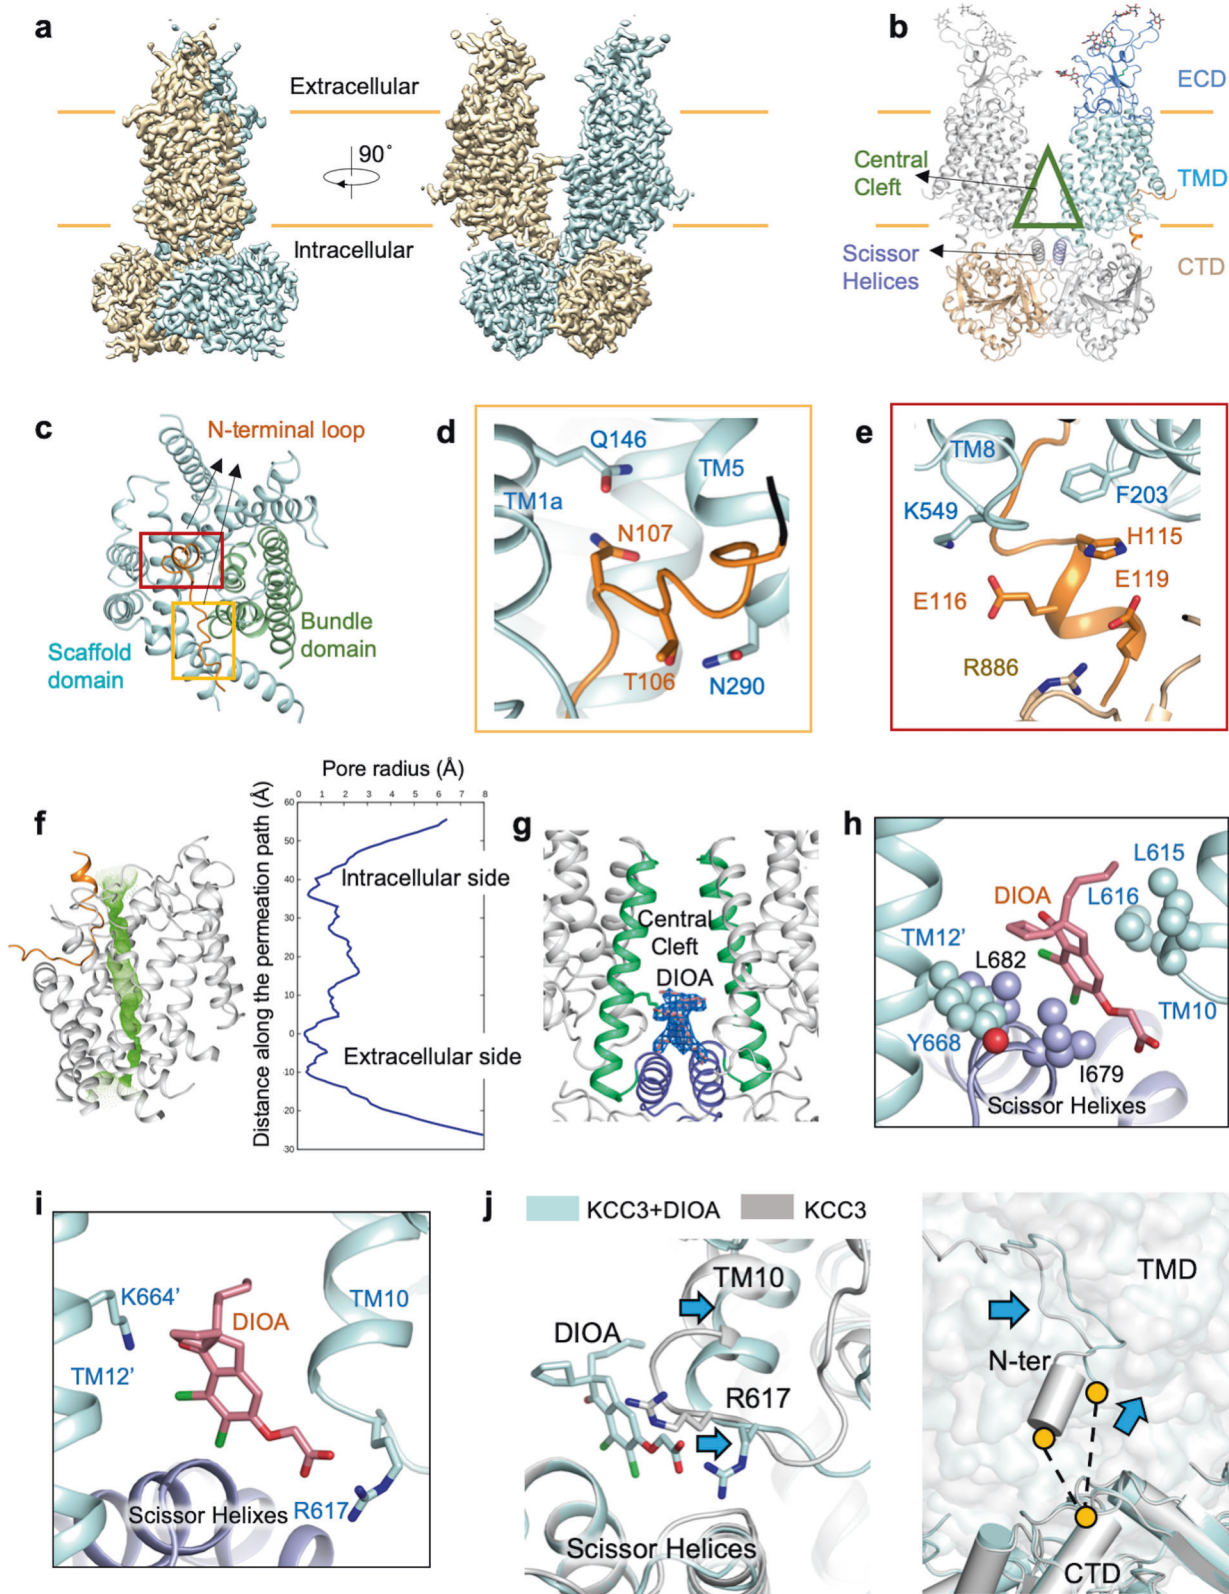 a
Extracellular
90°
Intracellular
b
ECD
Central
Cleft
TMD
Scissor
Helices
CTD
c
N-terminal loop
Scaffold
domain
Bundle
domain
d
Q146
TM5
TM1a
N107
T106
N290
e
TM8
F203
K549
H115
E119
E116
R886
f
Pore radius (Å)
0 1 2 3 4 5 6 7 8
Distance along the permeation path (Å)
60
50
40
30
20
10
0
-10
-20
-30
Intracellular side
Extracellular side
g
Central
Cleft
DIOA
h
L615
DIOA
L616
TM12'
L682
TM10
Y668
I679
Scissor Helixes
i
K664'
DIOA
TM10
TM12'
Scissor Helixes
R617
j
KCC3+DIOA
KCC3
TM10
DIOA
R617
Scissor Helices
TMD
N-ter
CTD